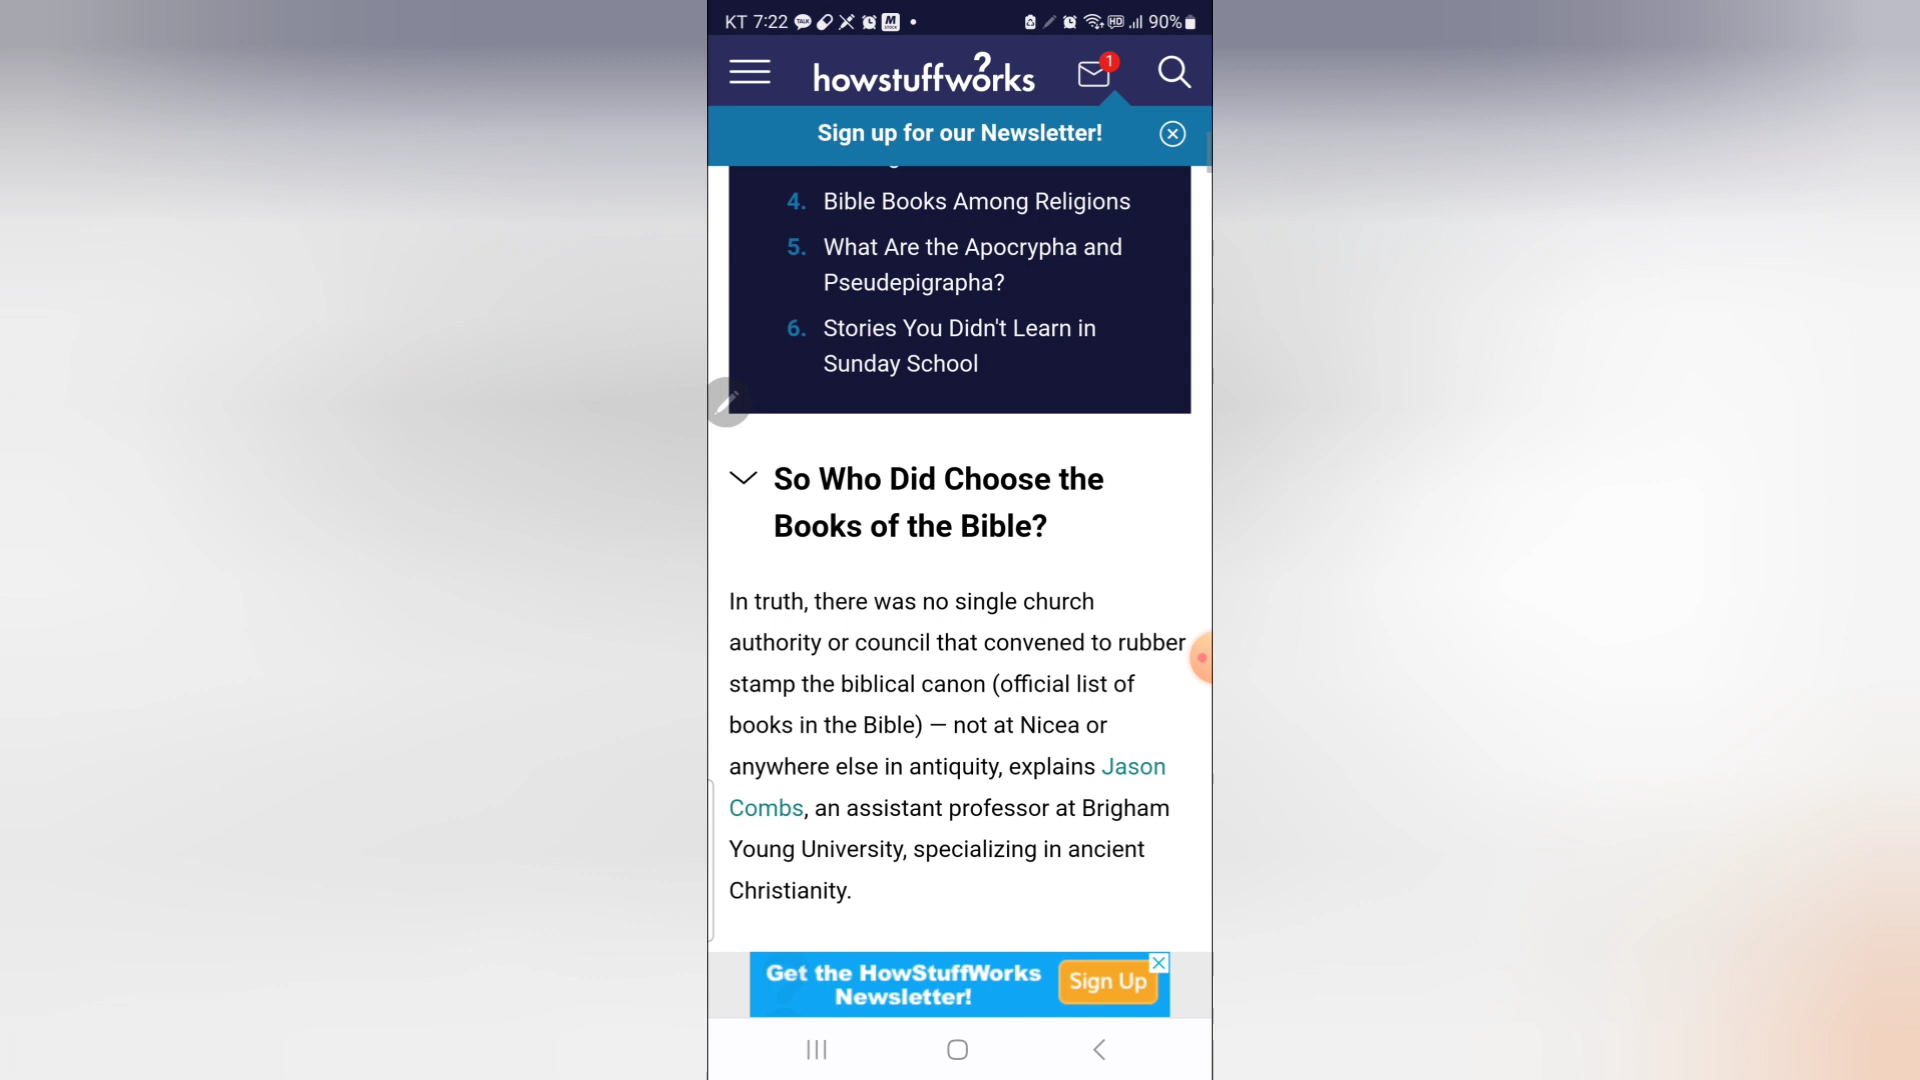 KT 7:22 90%
howstuffworks
1
Sign up for our Newsletter!
4. Bible Books Among Religions
5. What Are the Apocrypha and
Pseudepigrapha?
6. Stories You Didn't Learn in
Sunday School
So Who Did Choose the
Books of the Bible?
In truth, there was no single church
authority or council that convened to rubber
stamp the biblical canon (official list of
books in the Bible) — not at Nicea or
anywhere else in antiquity, explains Jason
Combs, an assistant professor at Brigham
Young University, specializing in ancient
Christianity.
Get the HowStuffWorks
Newsletter!
Sign Up